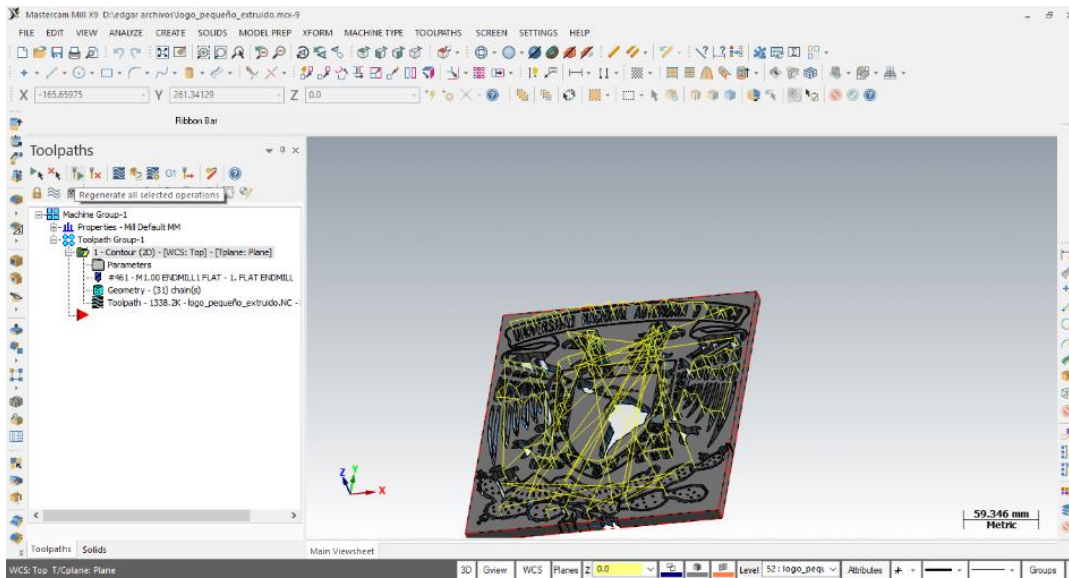 Mastercam Mill X9 D:\edgar archivos\logo_pequeño_extruido.mcx-9
FILE EDIT VIEW ANALYZE CREATE SOLIDS MODEL PREP XFORM MACHINE TYPE TOOLPATHS SCREEN SETTINGS HELP
X -165.65975 Y 261.34129 Z 0.0
Ribbon Bar
Toolpaths
G1
Regenerate all selected operations
Machine Group-1
Properties - Mill Default MM
Toolpath Group-1
1 - Contour (2D) - [WCS: Top] - [Tplane: Plane]
Parameters
#461 - M1.00 ENDMILL1 FLAT - 1. FLAT ENDMILL
Geometry - (31) chain(s)
Toolpath - 1338.2K - logo_pequeño_extruido.NC -
Z Y X
59.346 mm
Metric
Toolpaths Solids
Main Viewsheet
WCS: Top T/Cplane: Plane 3D Gview WCS Planes Z 0.0 Level 52 : logo_pequ Attributes Groups